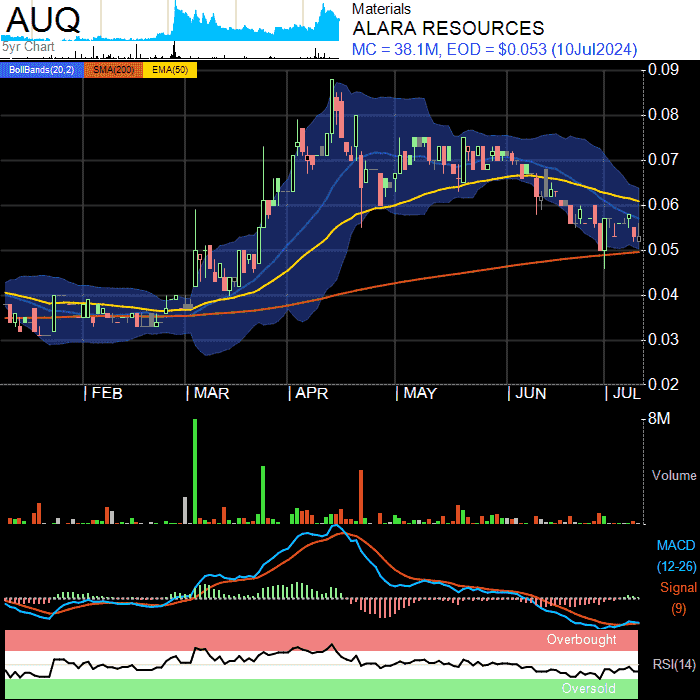 AUQ
5yr Chart
Materials
ALARA RESOURCES
MC = 38.1M, EOD = $0.053 (10Jul2024)
BollBands(20,2) SMA(200) EMA(50)
0.09
0.08
0.07
0.06
0.05
0.04
0.03
0.02
| FEB | MAR | APR | MAY | JUN | JUL
8M
Volume
MACD
(12-26)
Signal
(9)
Overbought
RSI(14)
Oversold